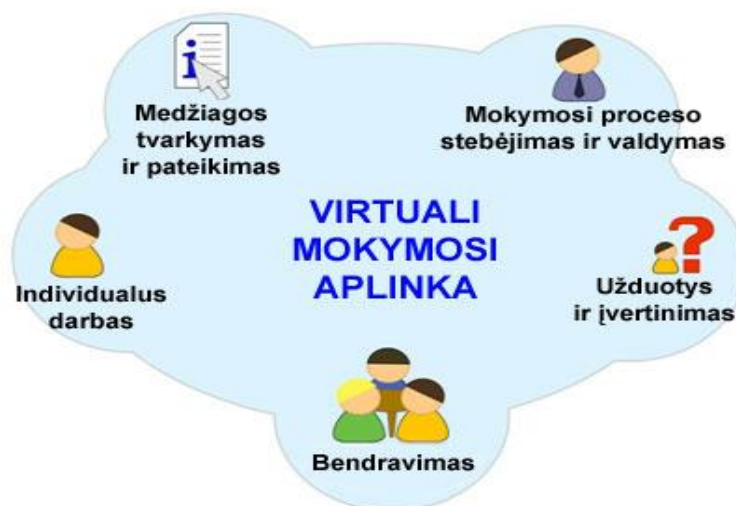 Medžiagos
tvarkymas
ir pateikimas
Mokymosi proceso
stebėjimas ir valdymas
VIRTUALI
MOKYMOSI
APLINKA
Individualus
darbas
Užduotys
ir įvertinimas
Bendravimas